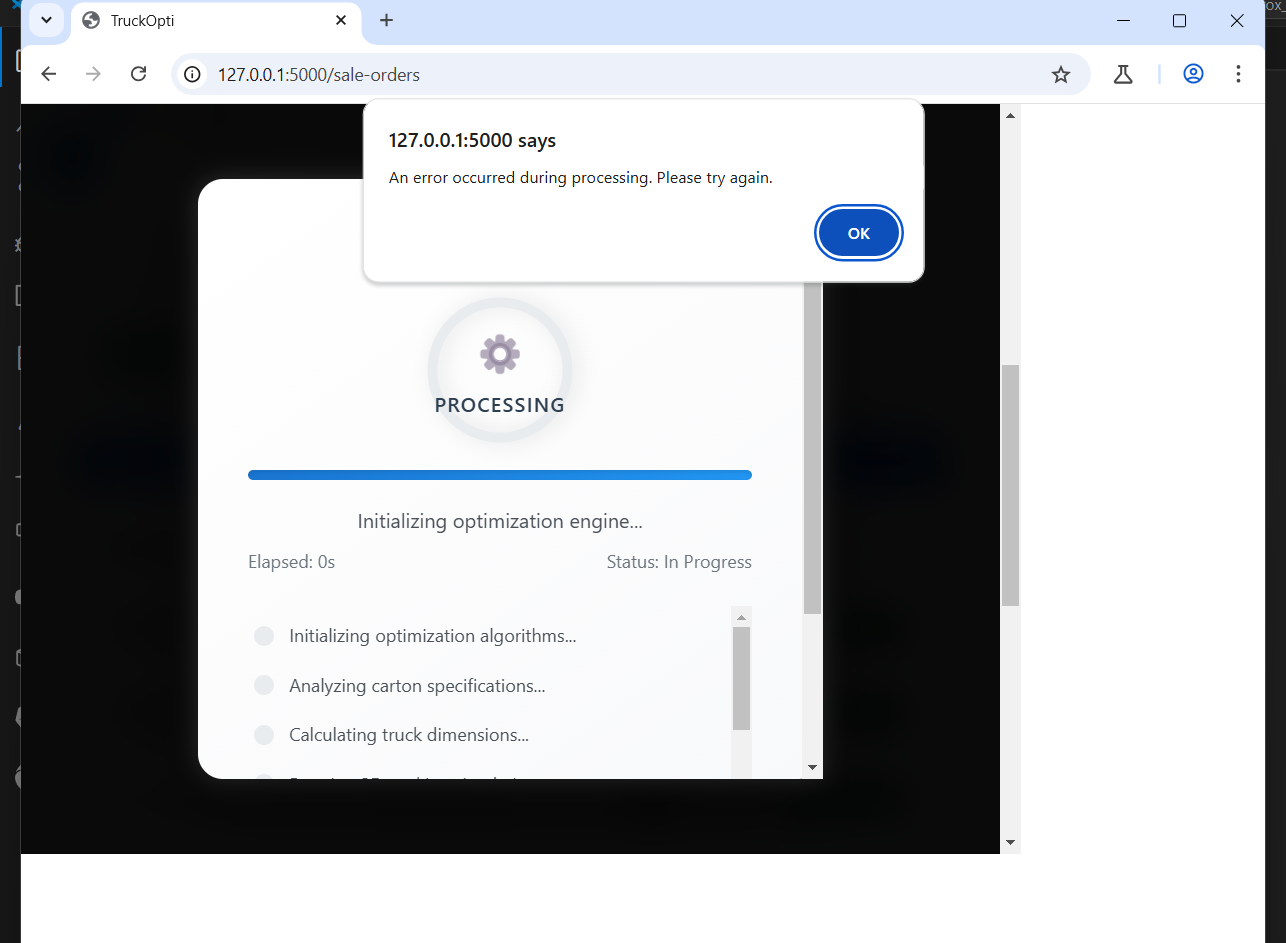 TruckOpti
127.0.0.1:5000/sale-orders
127.0.0.1:5000 says
An error occurred during processing. Please try again.
OK
PROCESSING
Initializing optimization engine...
Elapsed: 0s
Status: In Progress
Initializing optimization algorithms...
Analyzing carton specifications...
Calculating truck dimensions...